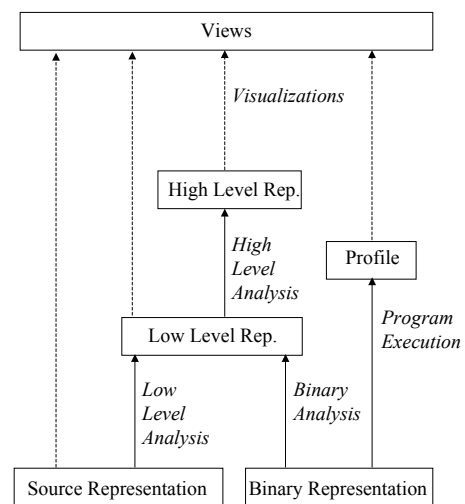 Views
Visualizations
High Level Rep.
High
Level
Analysis
Profile
Program
Execution
Low Level Rep.
Low
Level
Analysis
Binary
Analysis
Source Representation
Binary Representation